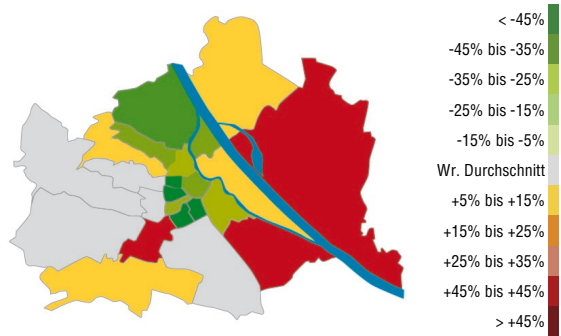 < -45%
-45% bis -35%
-35% bis -25%
-25% bis -15%
-15% bis -5%
Wr. Durchschnitt
+5% bis +15%
+15% bis +25%
+25% bis +35%
+45% bis +45%
> +45%